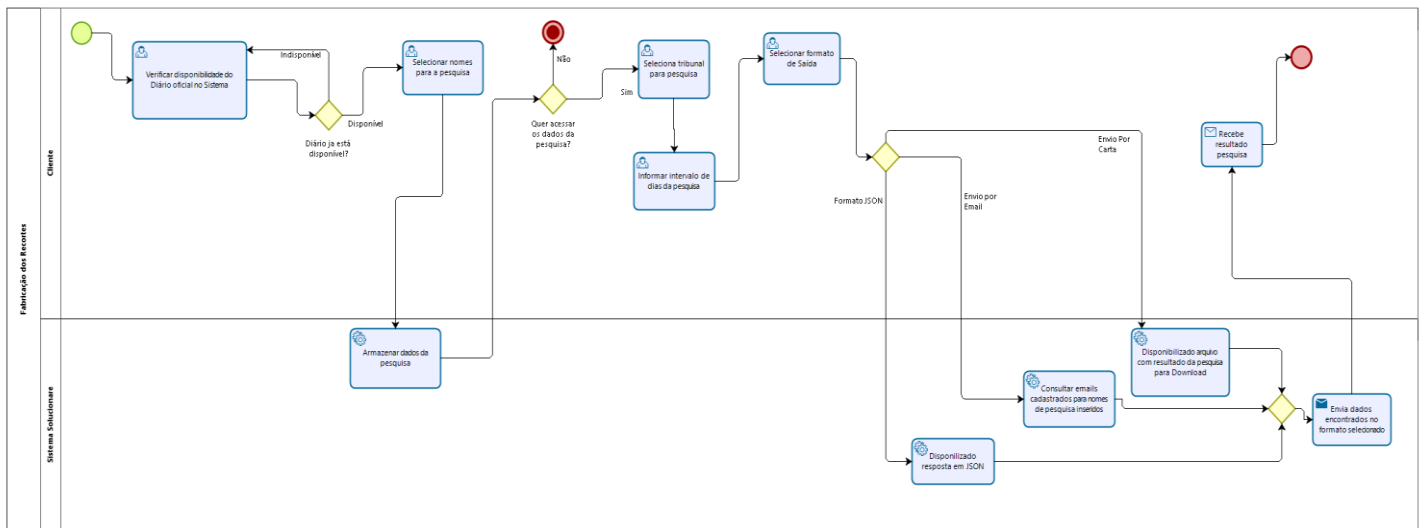 Fabricação dos Recortes
Cliente
Verificar disponibilidade do
Diário oficial no Sistema
Indisponível
Diário ja está
disponível?
Disponível
Selecionar nomes
para a pesquisa
Não
Quer acessar
os dados da
pesquisa?
Sim
Seleciona tribunal
para pesquisa
Informar intervalo de
dias da pesquisa
Selecionar formato
de Saída
Formato JSON
Envio por
Email
Envio Por
Carta
Recebe
resultado
pesquisa
Sistema Solucionare
Armazenar dados da
pesquisa
Disponilizado
resposta em JSON
Consultar emails
cadastrados para nomes
de pesquisa inseridos
Disponibilizado arquivo
com resultado da pesquisa
para Download
Envia dados
encontrados no
formato selecionado